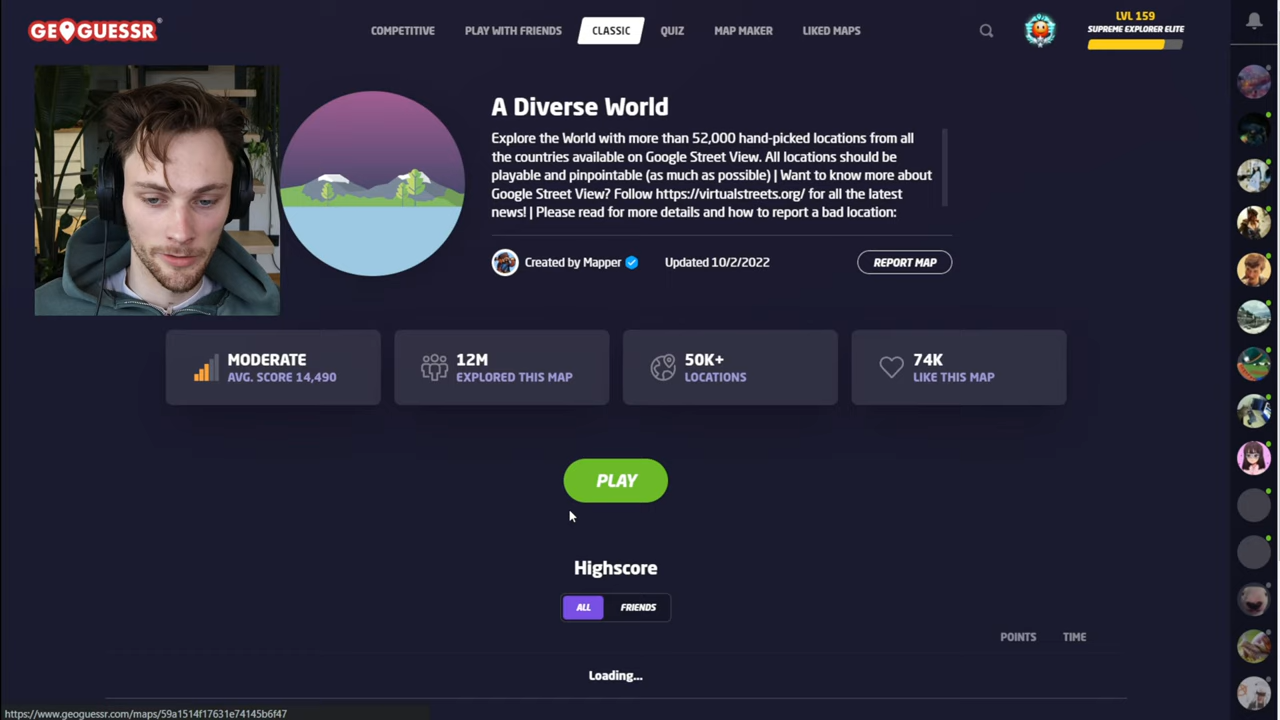 GEOGUESSR
COMPETITIVE
PLAY WITH FRIENDS
CLASSIC
QUIZ
MAP MAKER
LIKED MAPS
LVL 159
SUPREME EXPLORER ELITE
A Diverse World
Explore the World with more than 52,000 hand-picked locations from all
the countries available on Google Street View. All locations should be
playable and pinpointable (as much as possible) | Want to know more about
Google Street View? Follow https://virtualstreets.org/ for all the latest
news! | Please read for more details and how to report a bad location:
Created by Mapper
Updated 10/2/2022
REPORT MAP
MODERATE
AVG. SCORE 14,490
12M
EXPLORED THIS MAP
50K+
LOCATIONS
74K
LIKE THIS MAP
PLAY
Highscore
ALL
FRIENDS
POINTS
TIME
Loading...
https://www.geoguessr.com/maps/59a1514f17631e74145b6f47